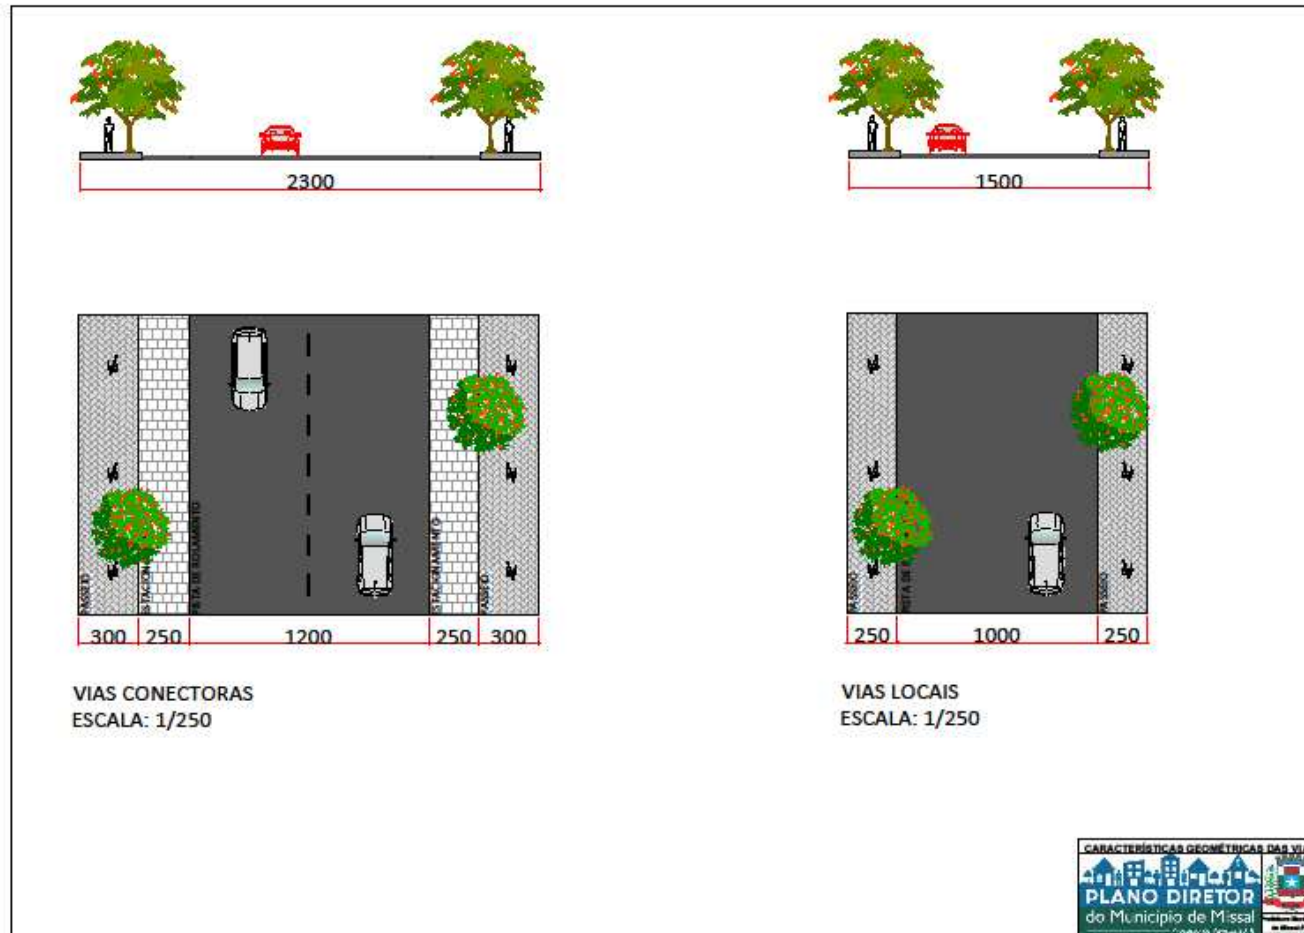 2300
1500
PASSEIO
PISTA DE ROLAMENTO
ESTACIONAMENTO
PASSEIO
PASSEIO
PASSEIO
300 250 1200 250 300
250 1000 250
VIAS CONECTORAS
ESCALA: 1/250
VIAS LOCAIS
ESCALA: 1/250
CARACTERÍSTICAS GEOMÉTRICAS DAS
PLANO DIRETOR
do Município de Missal